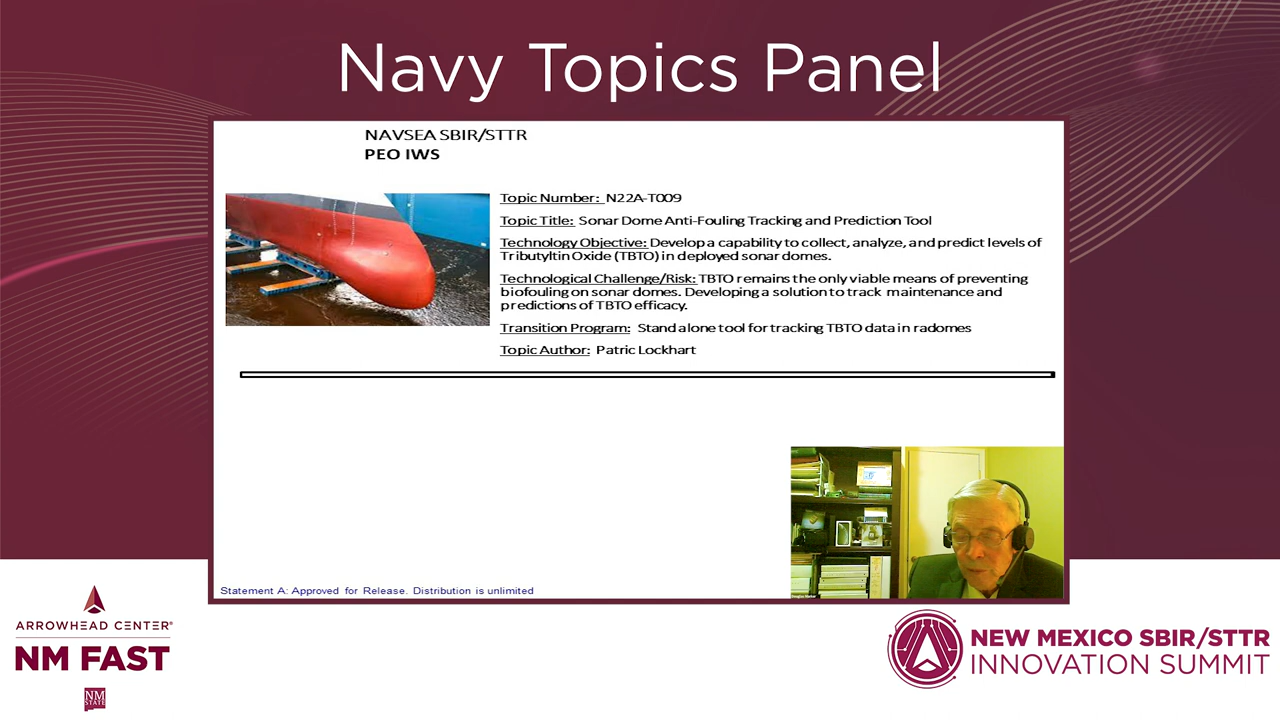 Navy Topics Panel
NAVSEA SBIR/STTR
PEO IWS
Topic Number: N22A-T009
Topic Title: Sonar Dome Anti-Fouling Tracking and Prediction Tool
Technology Objective: Develop a capability to collect, analyze, and predict levels of
Tributyltin Oxide (TBTO) in deployed sonar domes.
Technological Challenge/Risk: TBTO remains the only viable means of preventing
biofouling on sonar domes. Developing a solution to track maintenance and
predictions of TBTO efficacy.
Transition Program: Stand alone tool for tracking TBTO data in radomes
Topic Author: Patric Lockhart
Statement A: Approved for Release. Distribution is unlimited
ARROWHEAD CENTER®
NM FAST
NM
STATE
NEW MEXICO SBIR/STTR
INNOVATION SUMMIT